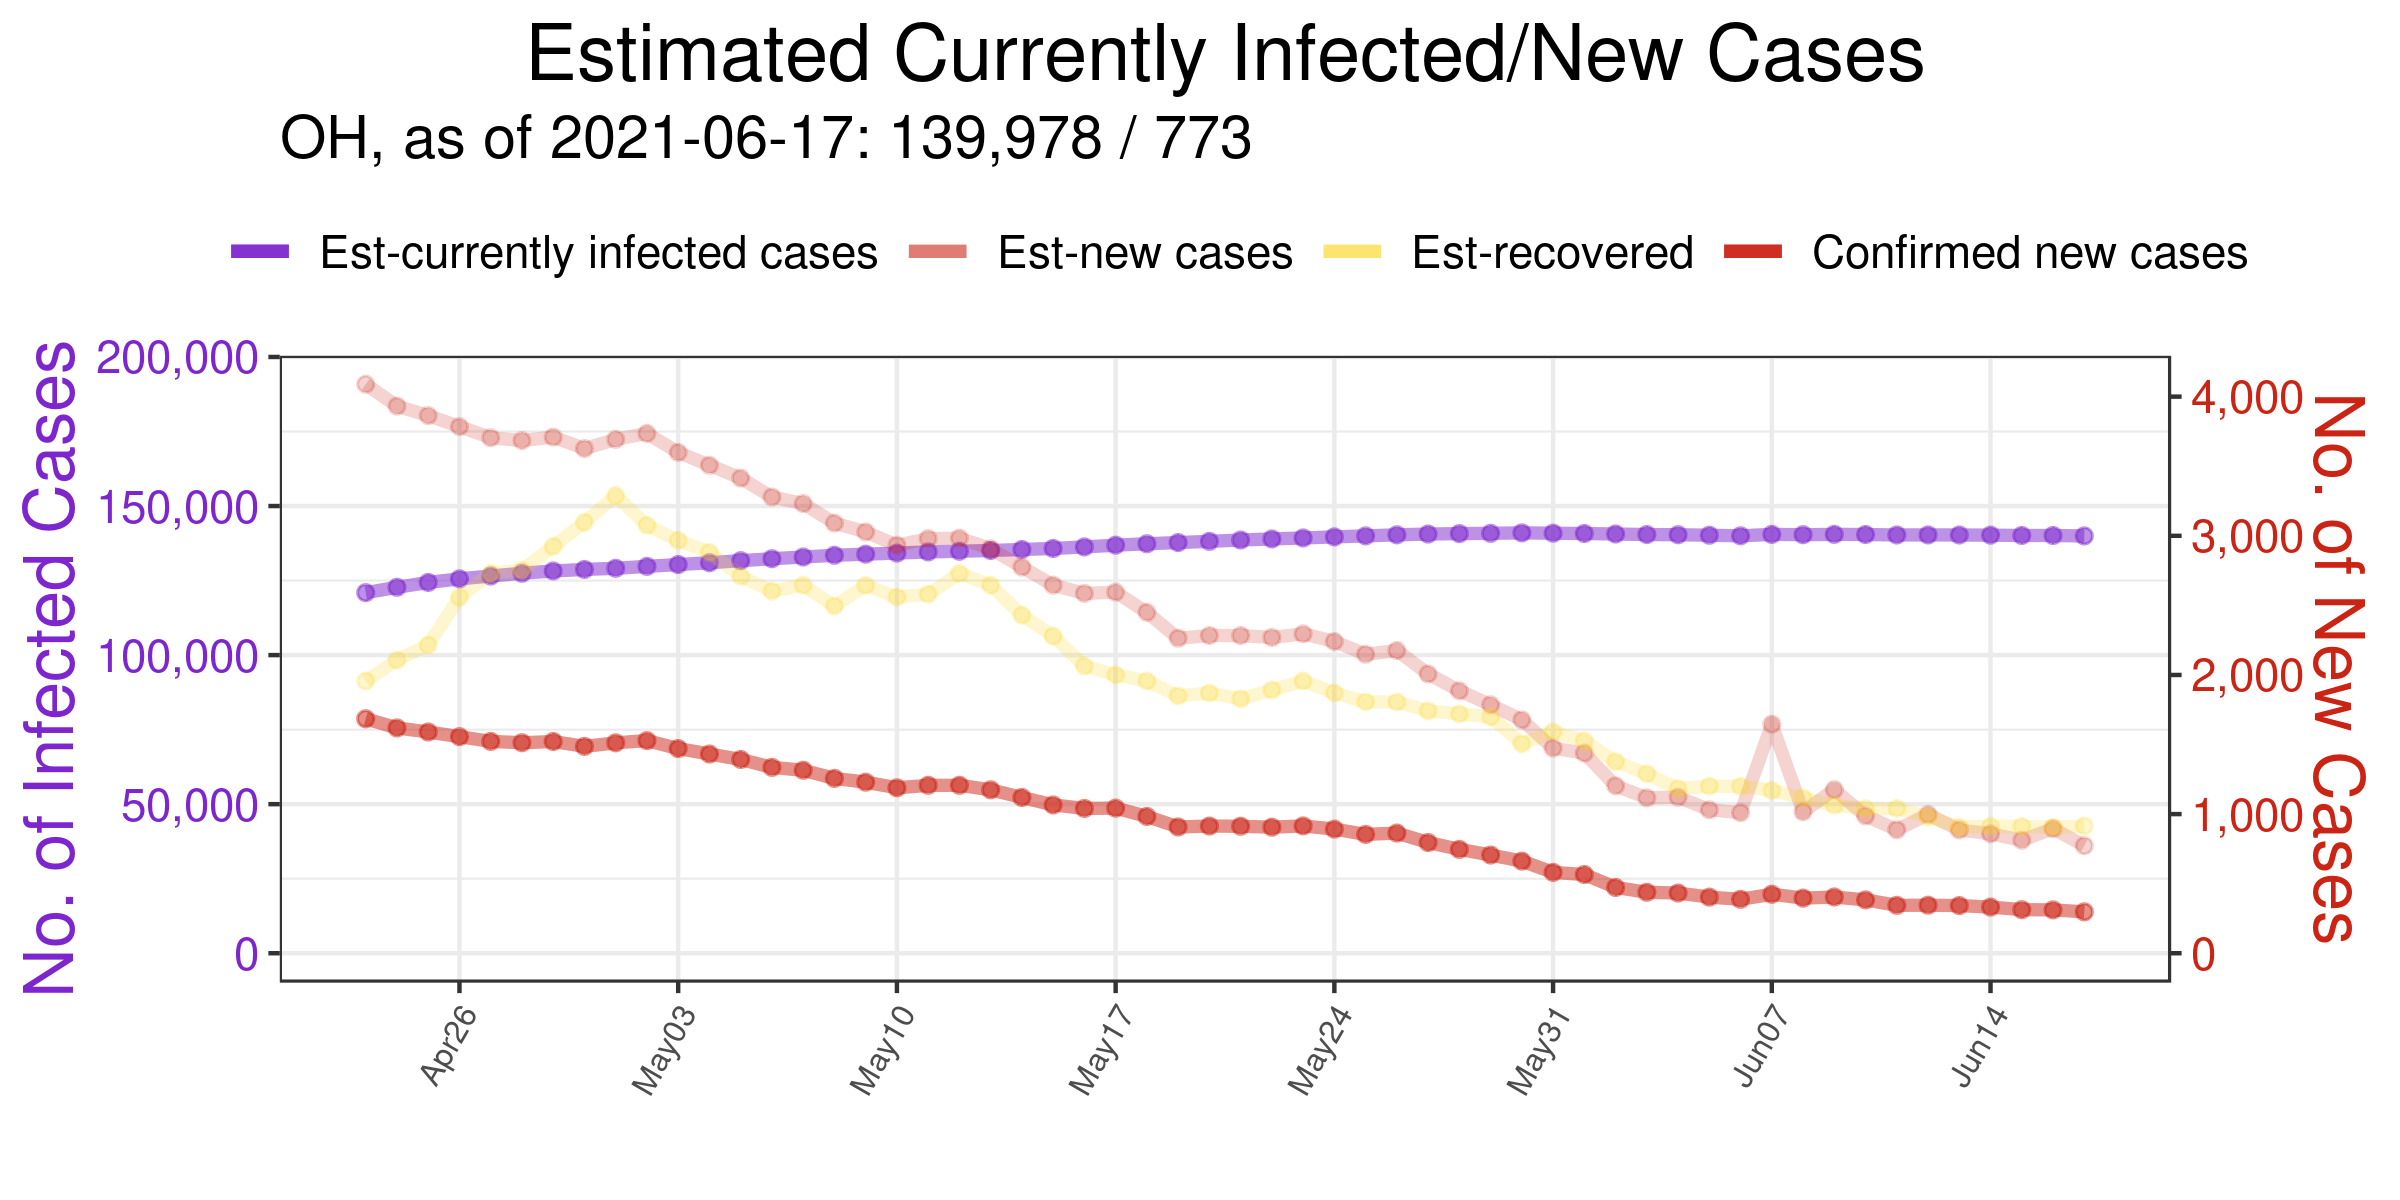 Estimated Currently Infected/New Cases
OH, as of 2021-06-17: 139,978 / 773
Est-currently infected cases Est-new cases Est-recovered Confirmed new cases
No. of Infected Cases
200,000
150,000
100,000
50,000
0
4,000
3,000
2,000
1,000
0
No. of New Cases
Apr26 May03 May10 May17 May24 May31 Jun07 Jun14